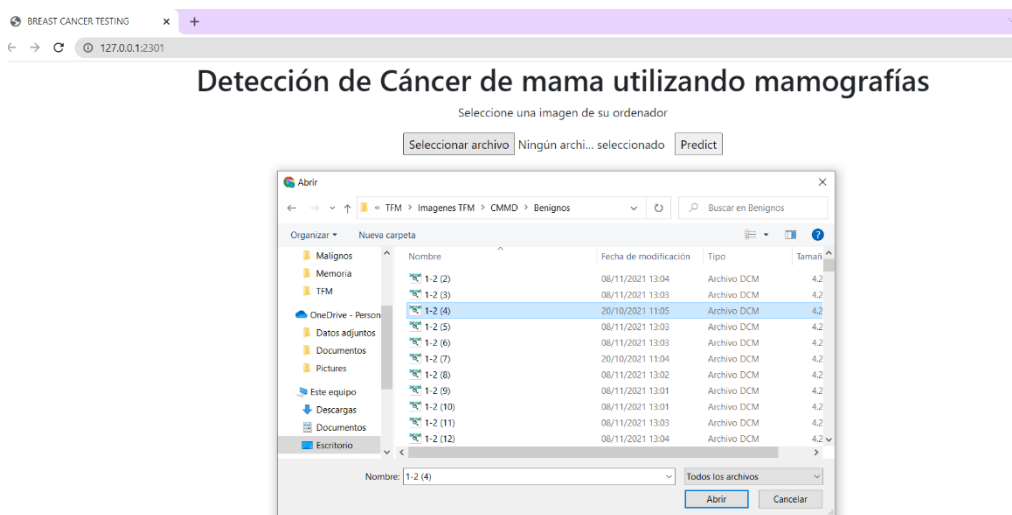 BREAST CANCER TESTING
127.0.0.1:2301
Detección de Cáncer de mama utilizando mamografías
Seleccione una imagen de su ordenador
Seleccionar archivo Ningún archi... seleccionado Predict
Abrir
« TFM > Imagenes TFM > CMMD > Benignos Buscar en Benignos
Organizar Nueva carpeta
Malignos
Memoria
TFM
OneDrive - Person
Datos adjuntos
Documentos
Pictures
Este equipo
Descargas
Documentos
Escritorio
Nombre Fecha de modificación Tipo Tamañ
1-2 (2) 08/11/2021 13:04 Archivo DCM 4.2
1-2 (3) 08/11/2021 13:03 Archivo DCM 4.2
1-2 (4) 20/10/2021 11:05 Archivo DCM 4.2
1-2 (5) 08/11/2021 13:03 Archivo DCM 4.2
1-2 (6) 08/11/2021 13:03 Archivo DCM 4.2
1-2 (7) 20/10/2021 11:04 Archivo DCM 4.2
1-2 (8) 08/11/2021 13:02 Archivo DCM 4.2
1-2 (9) 08/11/2021 13:01 Archivo DCM 4.2
1-2 (10) 08/11/2021 13:01 Archivo DCM 4.2
1-2 (11) 08/11/2021 13:03 Archivo DCM 4.2
1-2 (12) 08/11/2021 13:04 Archivo DCM 4.2
Nombre: 1-2 (4) Todos los archivos
Abrir Cancelar